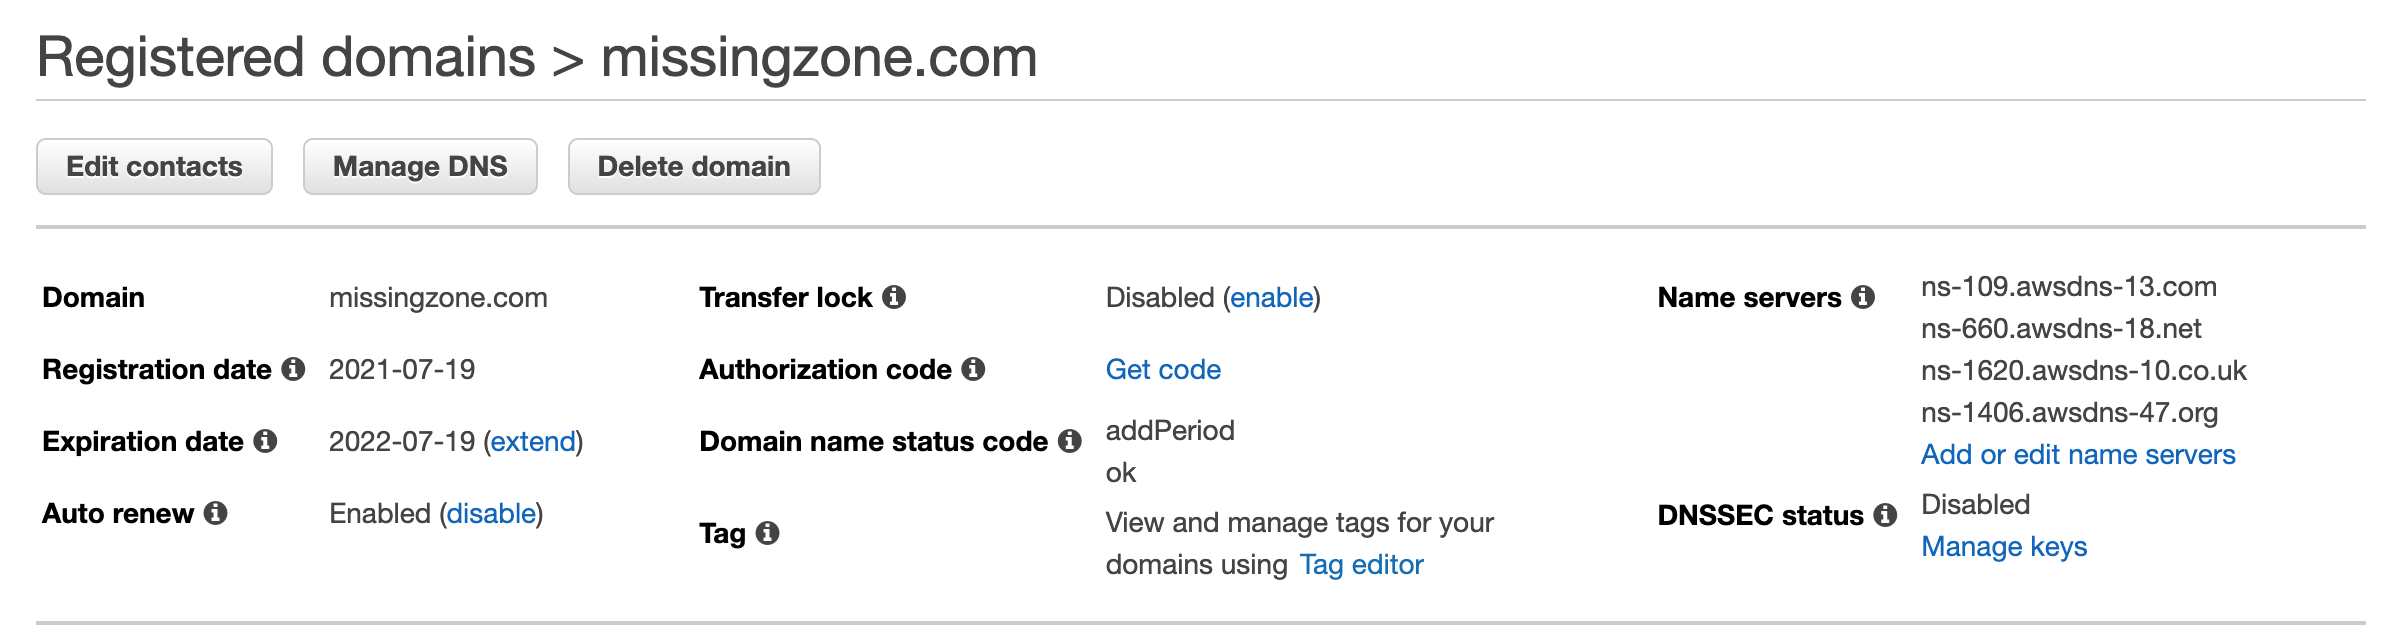 Registered domains > missingzone.com
Edit contacts
Manage DNS
Delete domain
Domain
missingzone.com
Registration date
2021-07-19
Expiration date
2022-07-19 (extend)
Auto renew
Enabled (disable)
Transfer lock
Disabled (enable)
Authorization code
Get code
Domain name status code
addPeriod
ok
Tag
View and manage tags for your
domains using Tag editor
Name servers
ns-109.awsdns-13.com
ns-660.awsdns-18.net
ns-1620.awsdns-10.co.uk
ns-1406.awsdns-47.org
Add or edit name servers
DNSSEC status
Disabled
Manage keys